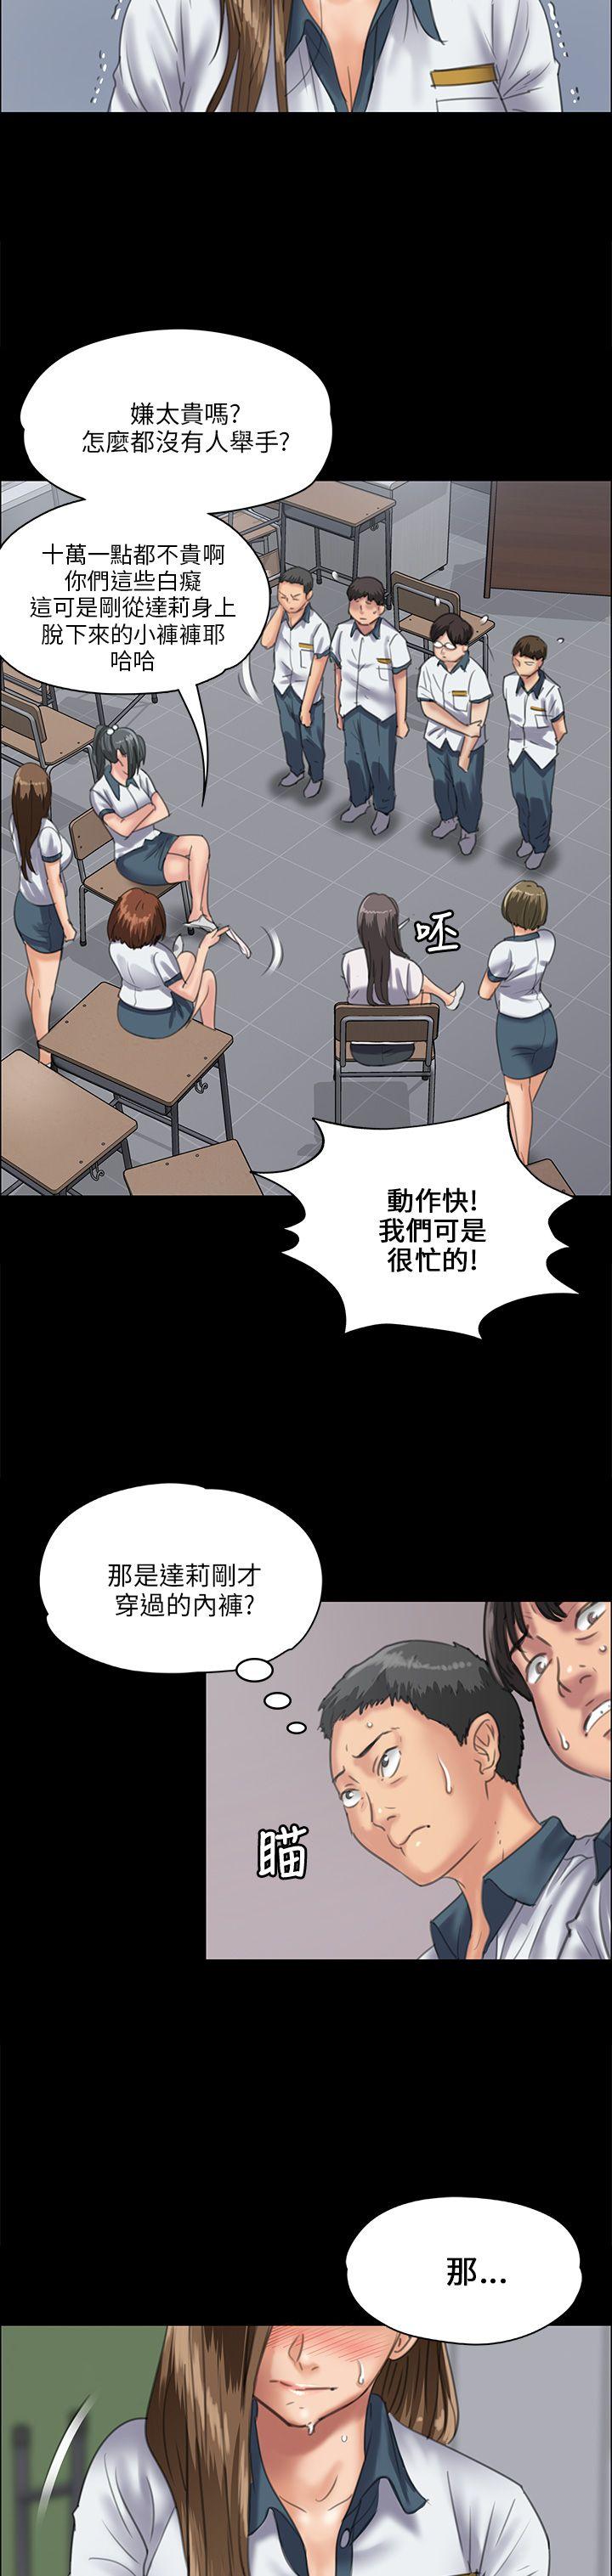 嫌太貴嗎?
怎麼都沒有人舉手?
十萬一點都不貴啊
你們這些白癡
這可是剛從達莉身上
脫下來的小褲褲耶
哈哈
呸
動作快!
我們可是
很忙的!
那是達莉剛才
穿過的內褲?
瞄
那...